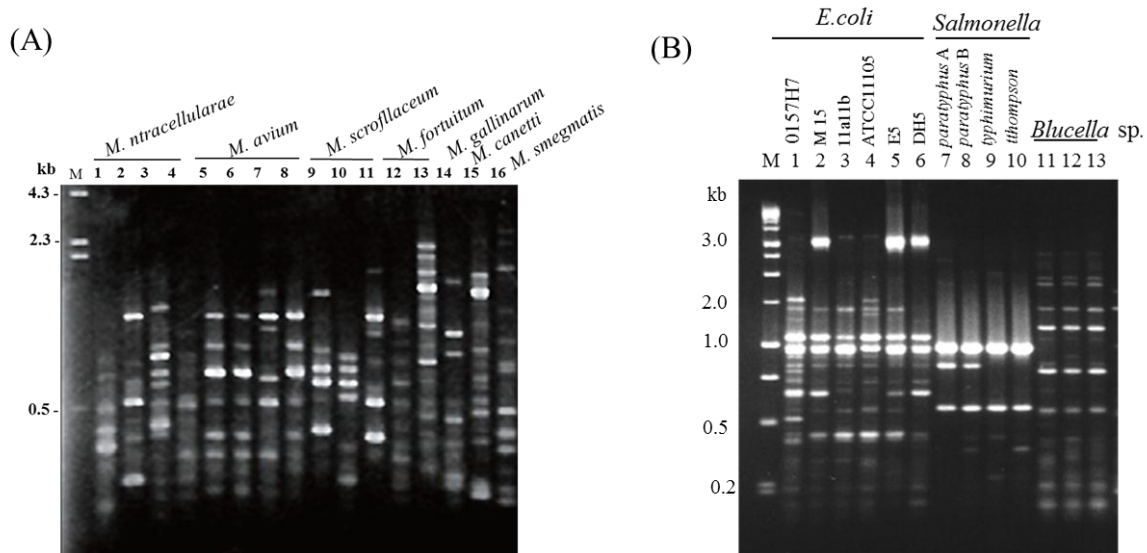 (A)
M. ntracellularae
M. avium
M. scrofllaceum
M. fortuitum
M. gallinarum
M. canetti
M. smegmatis
kb M 1 2 3 4 5 6 7 8 9 10 11 12 13 14 15 16
4.3 -
2.3 -
0.5 -
(B)
E.coli Salmonella
0157H7
M 15
11a11b
ATCC11105
E5
DH5
paratyphus A
paratyphus B
typhimurium
tthompson
Blucella sp.
M 1 2 3 4 5 6 7 8 9 10 11 12 13
kb
3.0
2.0
1.0
0.5
0.2